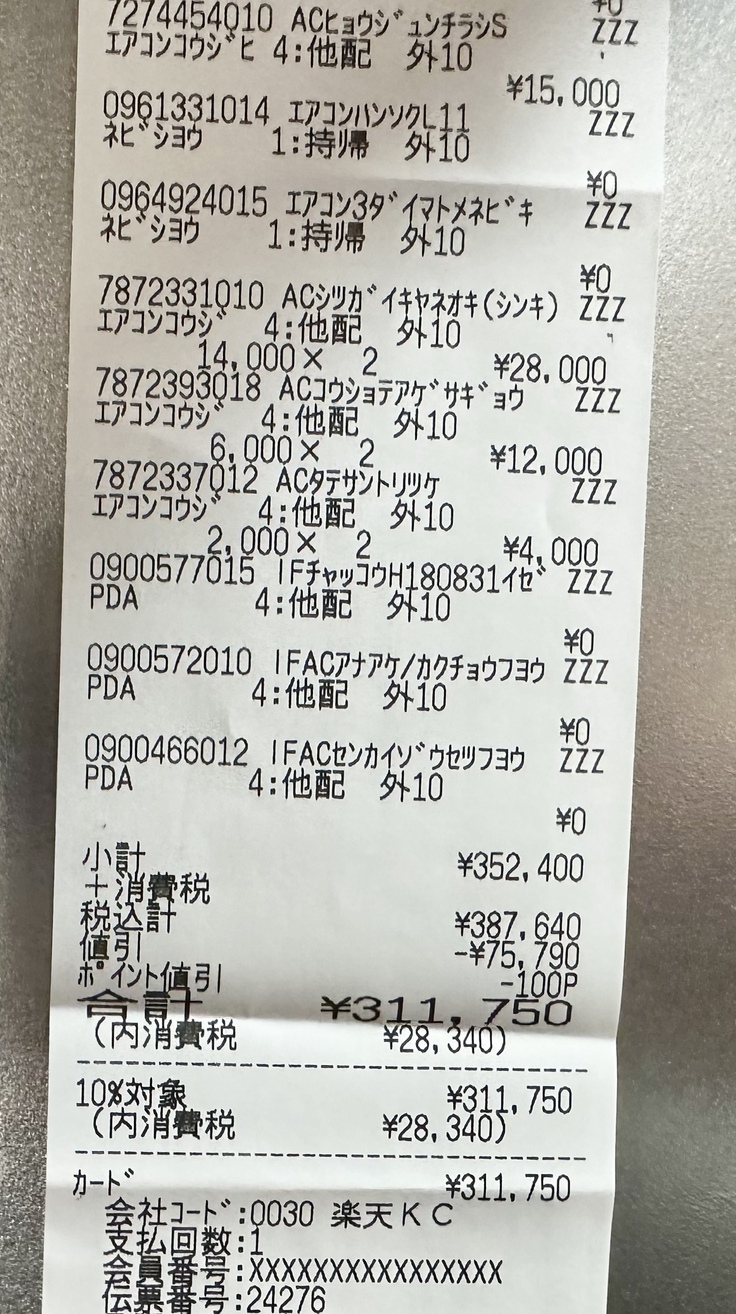 ¥0
7274454010 ACヒョウジュンチラシS ZZZ
エアコンコウジヒ 4:他配 外10
¥15,000
0961331014 エアコンハンソクL11 ZZZ
ネビショウ 1:持帰 外10
¥0
0964924015 エアコン3ダイマトメネビキ ZZZ
ネビショウ 1:持帰 外10
¥0
7872331010 ACシツガイキヤネオキ(シンキ) ZZZ
エアコンコウジ 4:他配 外10
14,000× 2 ¥28,000
7872393018 ACコウショテアゲサギョウ ZZZ
エアコンコウジ 4:他配 外10
6,000× 2 ¥12,000
7872337012 ACタテサントリツケ ZZZ
エアコンコウジ 4:他配 外10
2,000× 2 ¥4,000
0900577015 IFチャッコウH180831イゼ ZZZ
PDA 4:他配 外10
¥0
0900572010 IFACアナアケ/カクチョウフヨウ ZZZ
PDA 4:他配 外10
¥0
0900466012 IFACセンカイゾウセツフヨウ ZZZ
PDA 4:他配 外10
¥0
小計 ¥352,400
+消費税
税込計 ¥387,640
値引 -¥75,790
ポイント値引 -100P
合計 ¥311,750
(内消費税 ¥28,340)
10%対象 ¥311,750
(内消費税 ¥28,340)
カード ¥311,750
会社コード:0030 楽天KC
支払回数:1
会員番号:XXXXXXXXXXXXXXXX
伝票番号:24276